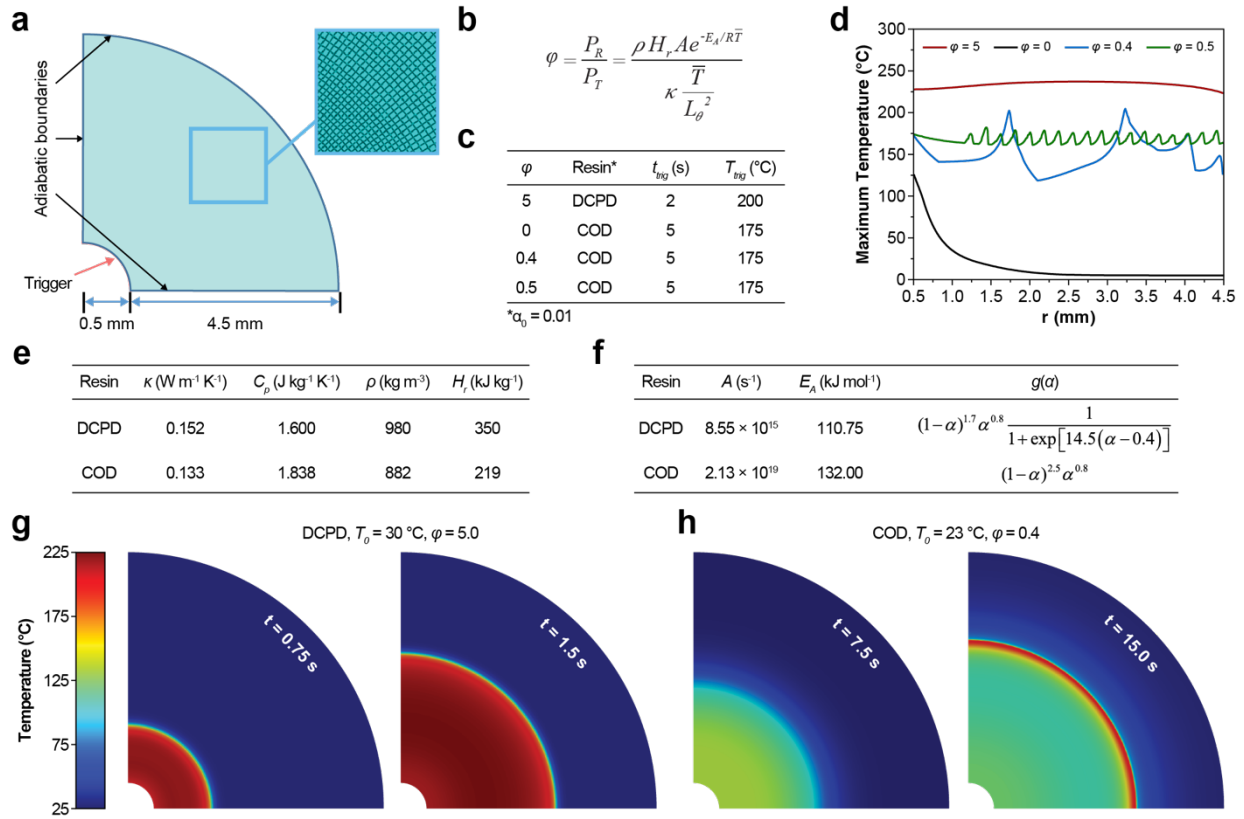 a
Adiabatic boundaries
Trigger
0.5 mm
4.5 mm
b
φ = P_R / P_T = ρ H_r A e^{-E_A/R T̅} / (κ T̅ / L_θ²)
c
φ Resin* t_trig (s) T_trig (°C)
5 DCPD 2 200
0 COD 5 175
0.4 COD 5 175
0.5 COD 5 175
*α₀ = 0.01
d
φ = 5 φ = 0 φ = 0.4 φ = 0.5
Maximum Temperature (°C)
300
250
200
150
100
50
0
0.5 1.0 1.5 2.0 2.5 3.0 3.5 4.0 4.5
r (mm)
e
Resin κ (W m⁻¹ K⁻¹) C_p (J kg⁻¹ K⁻¹) ρ (kg m⁻³) H_r (kJ kg⁻¹)
DCPD 0.152 1.600 980 350
COD 0.133 1.838 882 219
f
Resin A (s⁻¹) E_A (kJ mol⁻¹) g(α)
DCPD 8.55 × 10¹⁵ 110.75 (1−α)^{1.7} α^{0.8} 1 / (1 + exp[14.5(α−0.4)])
COD 2.13 × 10¹⁹ 132.00 (1−α)^{2.5} α^{0.8}
g
DCPD, T₀ = 30 °C, φ = 5.0
Temperature (°C)
225
175
125
75
25
t = 0.75 s
t = 1.5 s
h
COD, T₀ = 23 °C, φ = 0.4
t = 7.5 s
t = 15.0 s